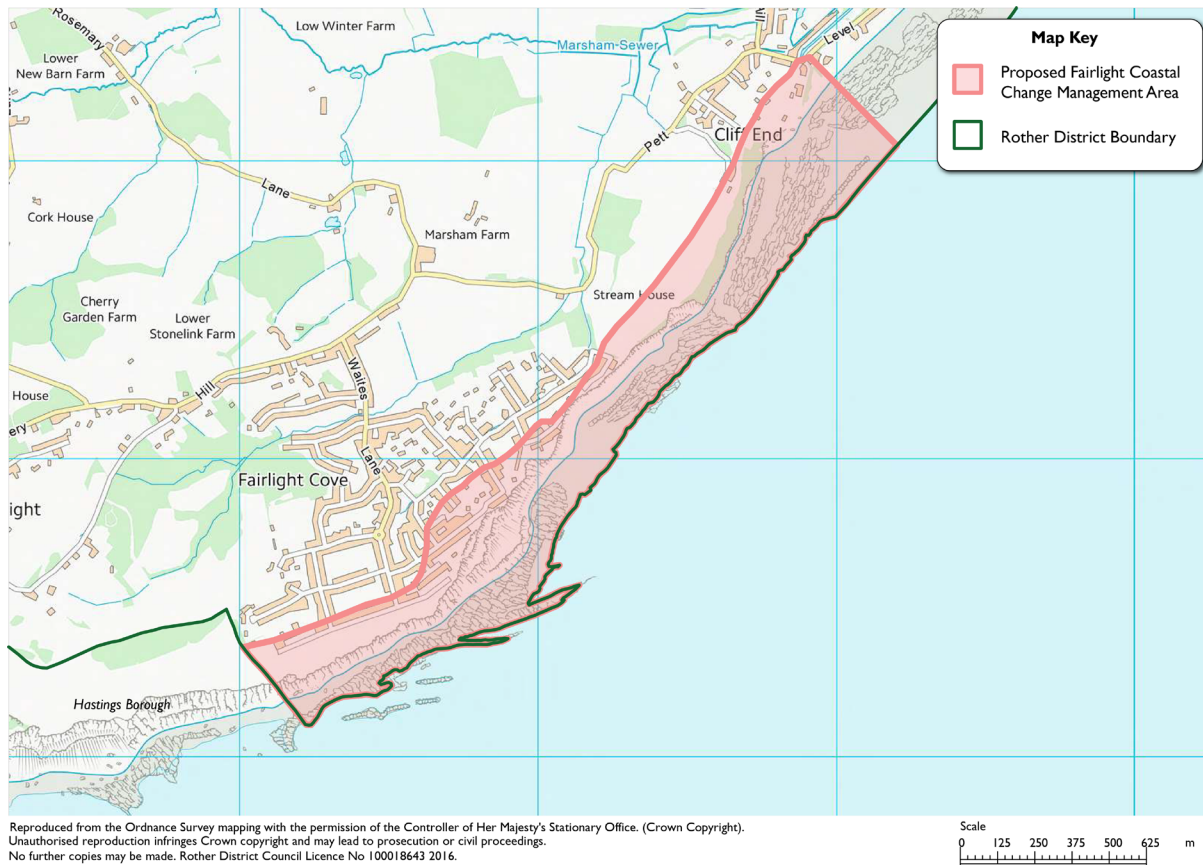 Map Key
Proposed Fairlight Coastal
Change Management Area
Rother District Boundary
Rosemary
Low Winter Farm
Lower
New Barn Farm
Marsham-Sewer
Level
Cliff End
Pett
Lane
Cork House
Marsham Farm
Stream House
Cherry
Garden Farm
Lower
Stonelink Farm
Waites
House
Hill
ery
Lane
Fairlight Cove
ight
Hastings Borough
Reproduced from the Ordnance Survey mapping with the permission of the Controller of Her Majesty's Stationary Office. (Crown Copyright).
Unauthorised reproduction infringes Crown copyright and may lead to prosecution or civil proceedings.
No further copies may be made. Rother District Council Licence No 100018643 2016.
Scale
0 125 250 375 500 625 m